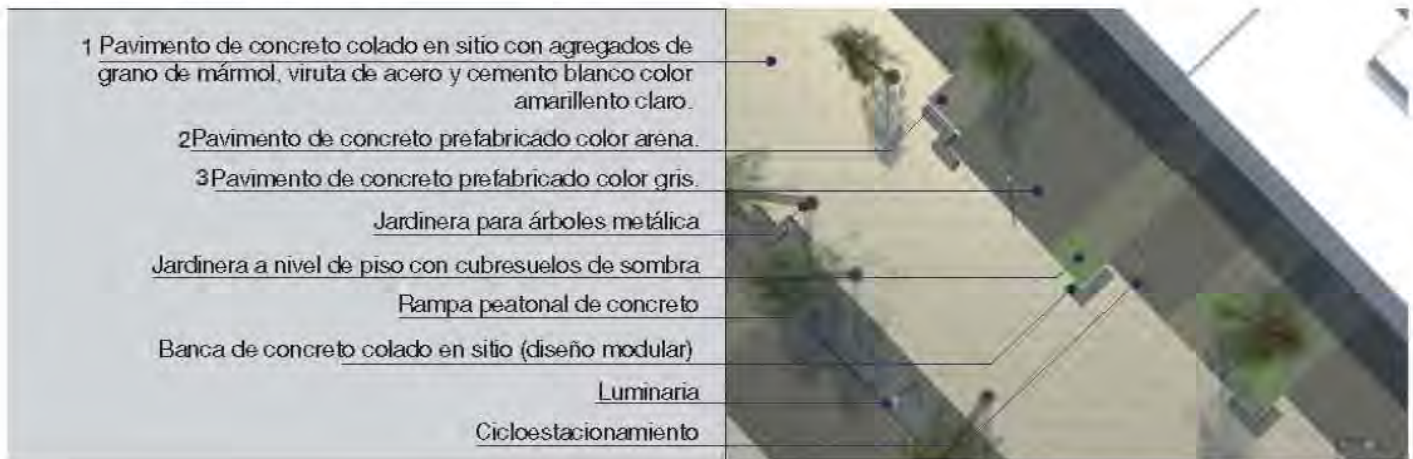 1 Pavimento de concreto colado en sitio con agregados de
grano de mármol, viruta de acero y cemento blanco color
amarillento claro.
2Pavimento de concreto prefabricado color arena.
3Pavimento de concreto prefabricado color gris.
Jardinera para árboles metálica
Jardinera a nivel de piso con cubresuelos de sombra
Rampa peatonal de concreto
Banca de concreto colado en sitio (diseño modular)
Luminaria
Cicloestacionamiento